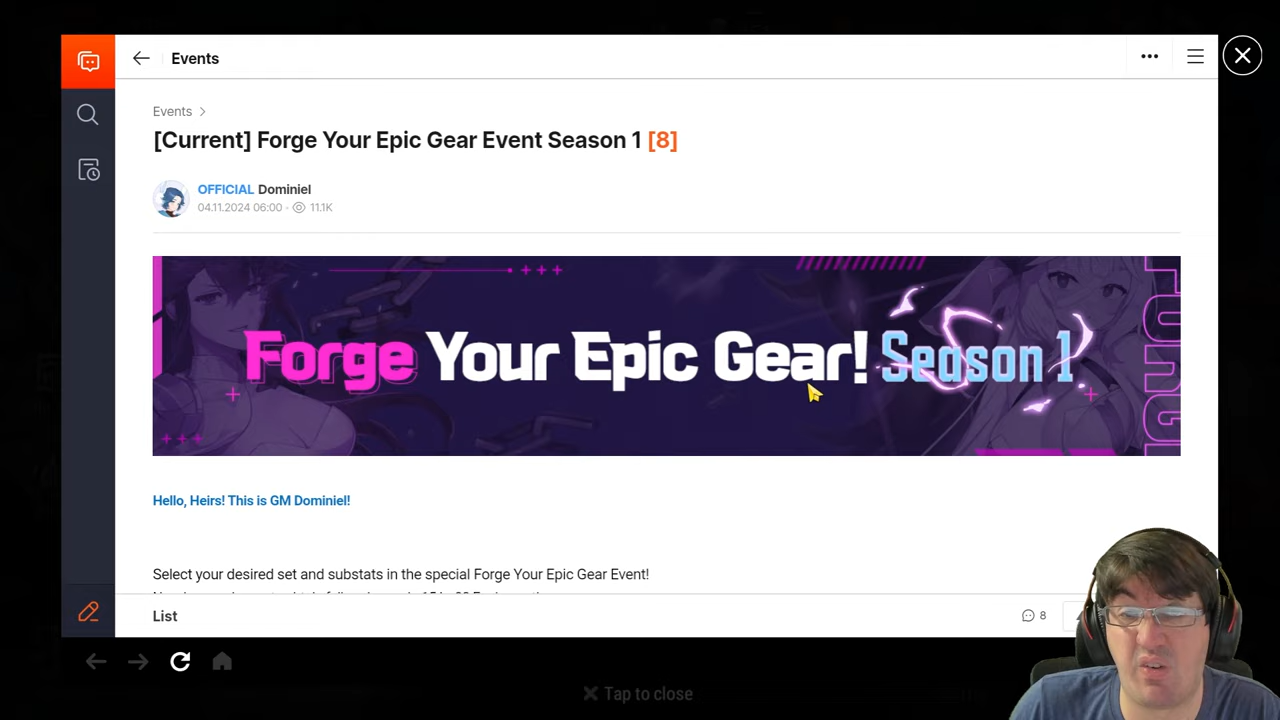 Events
Events >
[Current] Forge Your Epic Gear Event Season 1 [8]
OFFICIAL Dominiel
04.11.2024 06:00 · 11.1K
Forge Your Epic Gear! Season 1
Hello, Heirs! This is GM Dominiel!
Select your desired set and substats in the special Forge Your Epic Gear Event!
List
8
Tap to close